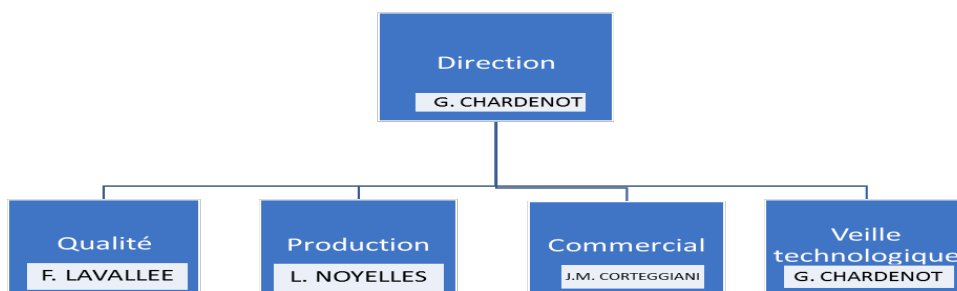 Direction
G. CHARDENOT
Qualité
F. LAVALLEE
Production
L. NOYELLES
Commercial
J.M. CORTEGGIANI
Veille
technologique
G. CHARDENOT